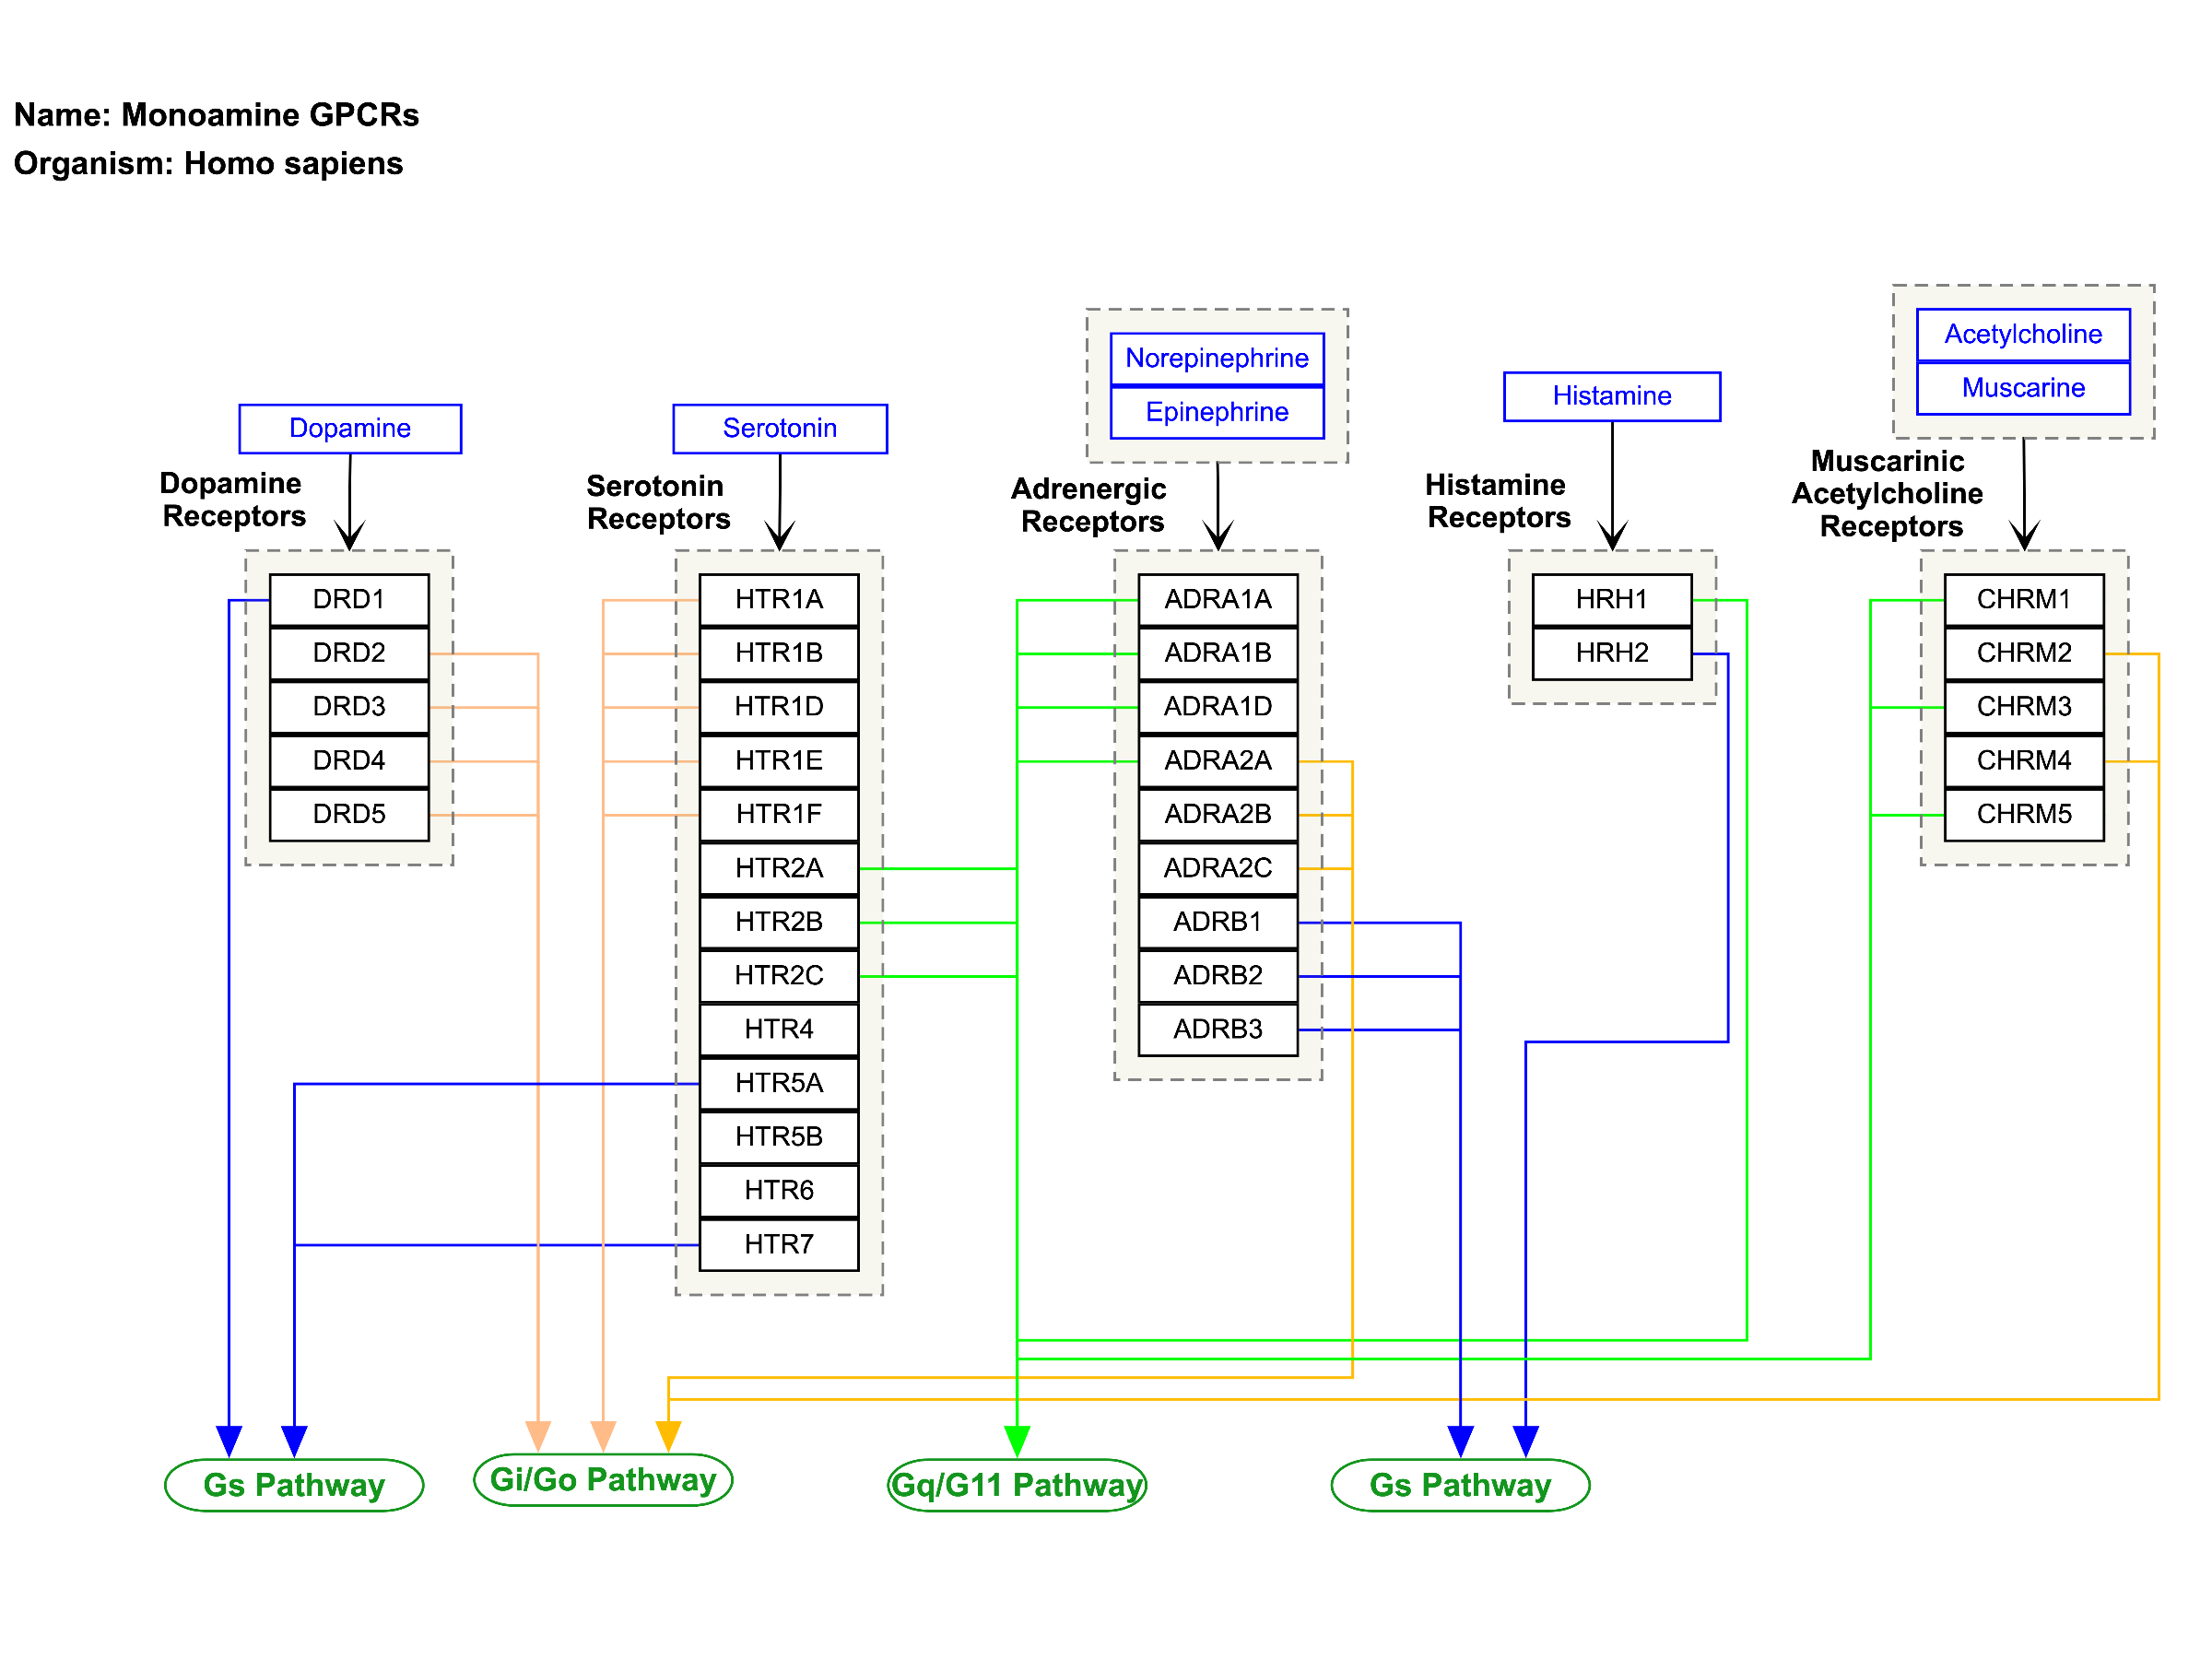 Name: Monoamine GPCRs
Organism: Homo sapiens
Dopamine
Dopamine
Receptors
DRD1
DRD2
DRD3
DRD4
DRD5
Serotonin
Serotonin
Receptors
HTR1A
HTR1B
HTR1D
HTR1E
HTR1F
HTR2A
HTR2B
HTR2C
HTR4
HTR5A
HTR5B
HTR6
HTR7
Norepinephrine
Epinephrine
Adrenergic
Receptors
ADRA1A
ADRA1B
ADRA1D
ADRA2A
ADRA2B
ADRA2C
ADRB1
ADRB2
ADRB3
Histamine
Histamine
Receptors
HRH1
HRH2
Acetylcholine
Muscarine
Muscarinic
Acetylcholine
Receptors
CHRM1
CHRM2
CHRM3
CHRM4
CHRM5
Gs Pathway
Gi/Go Pathway
Gq/G11 Pathway
Gs Pathway